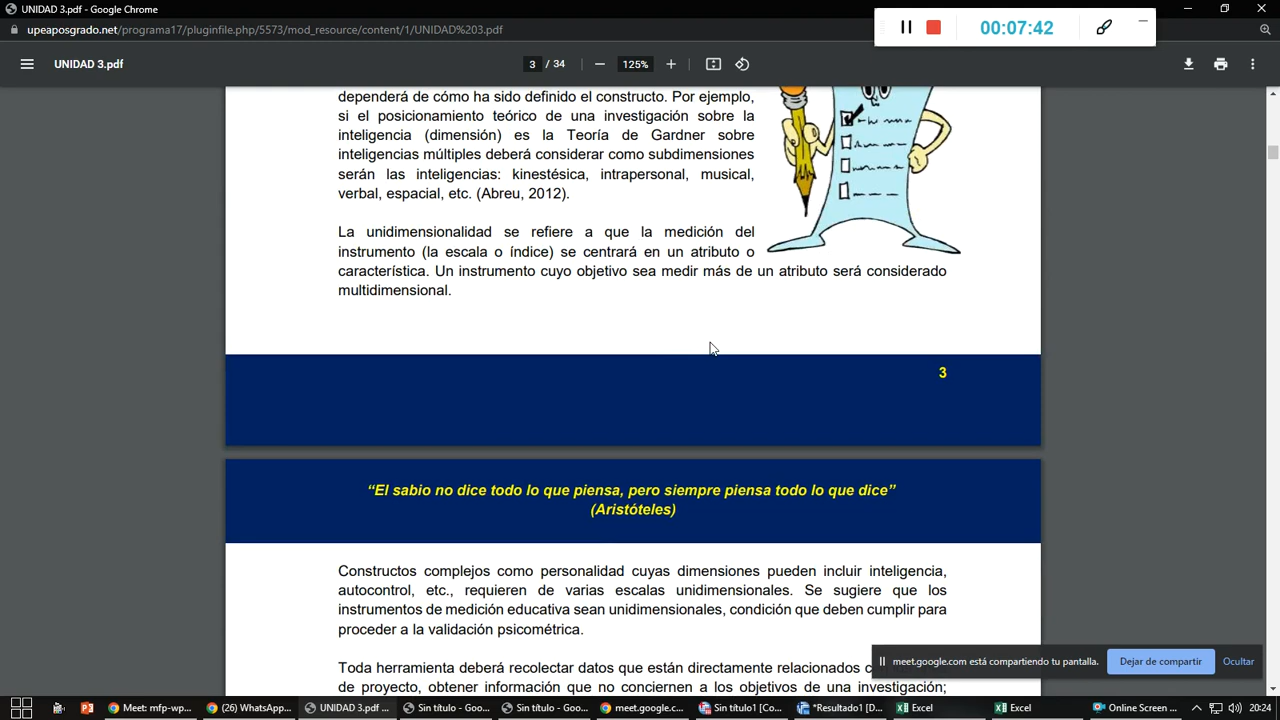 UNIDAD 3.pdf - Google Chrome
upeaposgrado.net/programa17/pluginfile.php/5573/mod_resource/content/1/UNIDAD%203.pdf
00:07:42
UNIDAD 3.pdf
3 / 34
125%
dependerá de cómo ha sido definido el constructo. Por ejemplo,
si el posicionamiento teórico de una investigación sobre la
inteligencia (dimensión) es la Teoría de Gardner sobre
inteligencias múltiples deberá considerar como subdimensiones
serán las inteligencias: kinestésica, intrapersonal, musical,
verbal, espacial, etc. (Abreu, 2012).
La unidimensionalidad se refiere a que la medición del
instrumento (la escala o índice) se centrará en un atributo o
característica. Un instrumento cuyo objetivo sea medir más de un atributo será considerado
multidimensional.
3
“El sabio no dice todo lo que piensa, pero siempre piensa todo lo que dice”
(Aristóteles)
Constructos complejos como personalidad cuyas dimensiones pueden incluir inteligencia,
autocontrol, etc., requieren de varias escalas unidimensionales. Se sugiere que los
instrumentos de medición educativa sean unidimensionales, condición que deben cumplir para
proceder a la validación psicométrica.
Toda herramienta deberá recolectar datos que están directamente relacionados
de proyecto, obtener información que no conciernen a los objetivos de una investigación;
meet.google.com está compartiendo tu pantalla.
Dejar de compartir
Ocultar
Meet: mfp-wp...
(26) WhatsApp...
UNIDAD 3.pdf ...
Sin título - Goo...
Sin título - Goo...
meet.google.co...
Sin título1 [Co...
*Resultado1 [D...
Excel
Excel
Online Screen ...
20:24